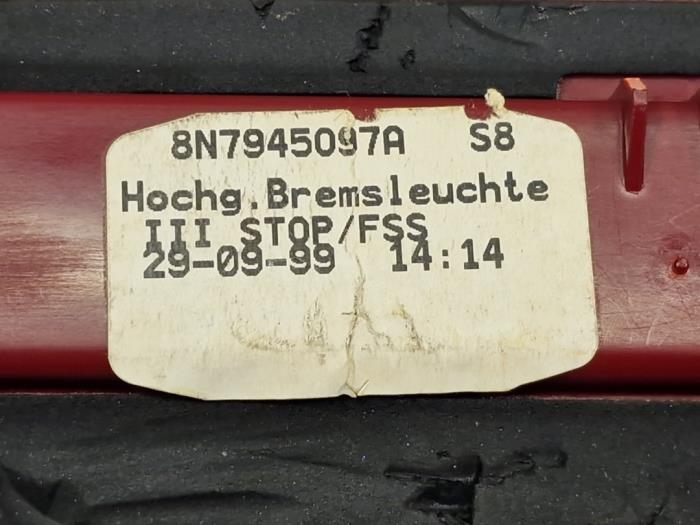 8N7945097A S8
Hochg.Bremsleuchte
III STOP/FSS
29-09-99 14:14